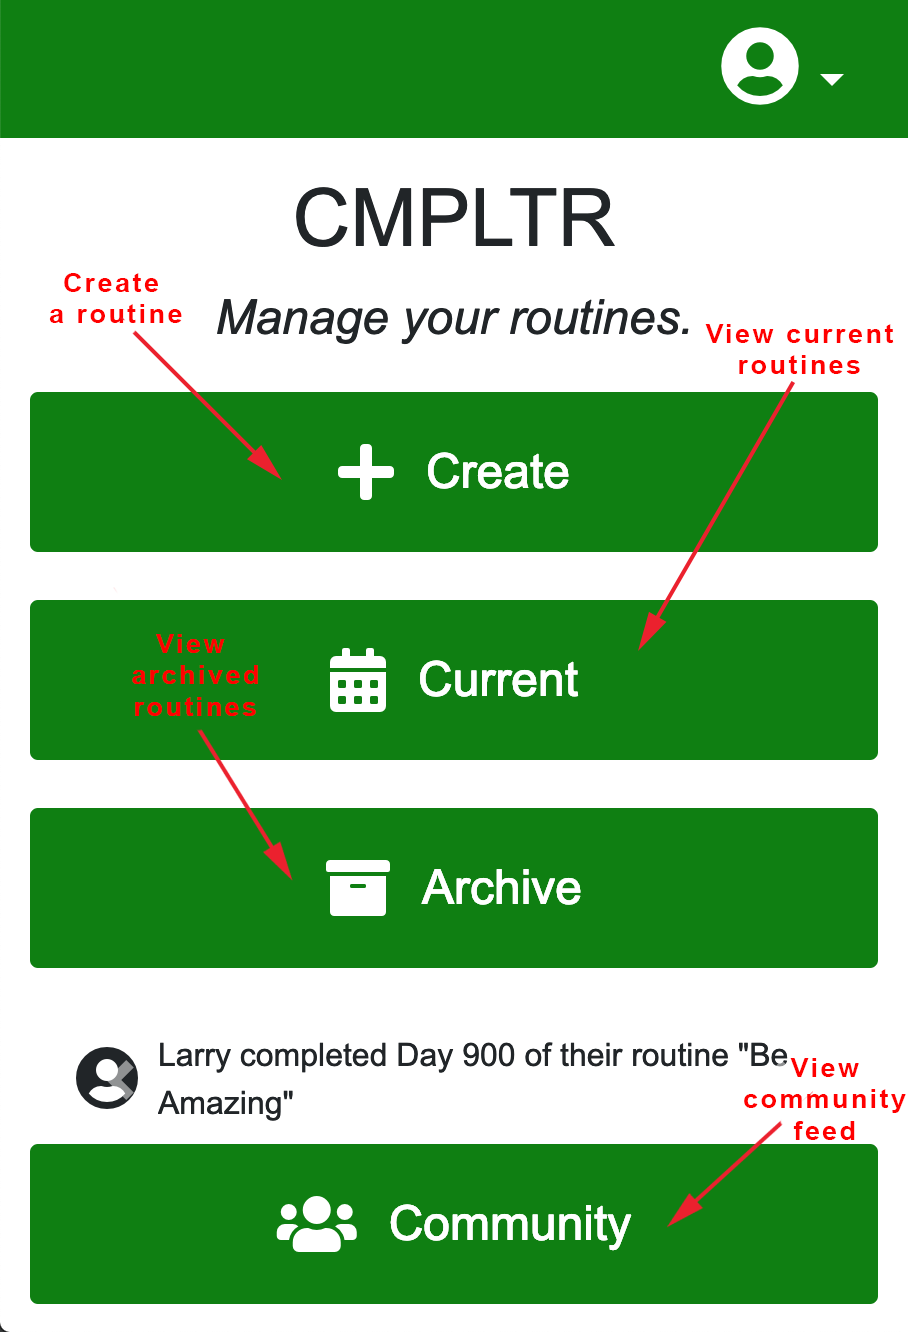 CMPLTR
Create
a routine
Manage your routines.
View current
routines
Create
View
archived
routines
Current
Archive
Larry completed Day 900 of their routine "Be
Amazing"
View
community
feed
Community